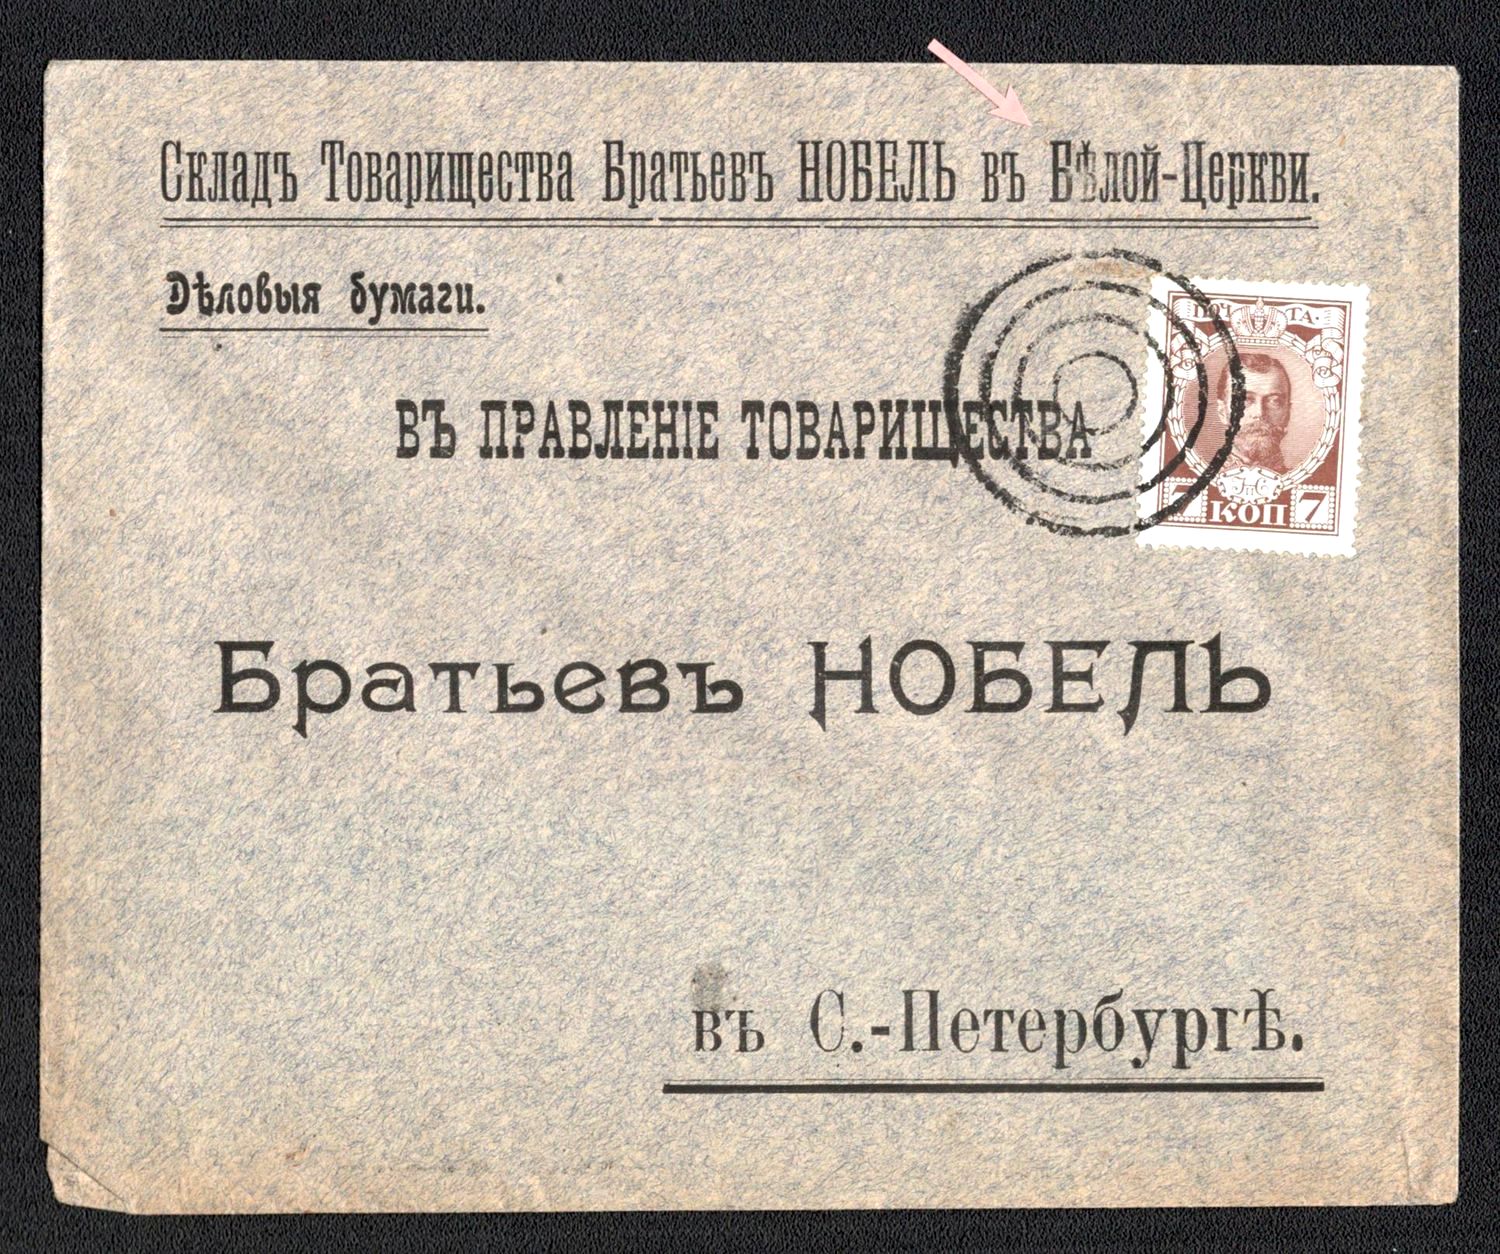 Складъ Товарищества Братьевъ НОБЕЛЬ въ Бѣлой-Церкви.
Дѣловыя бумаги.
ПОЧТА.
ВЪ ПРАВЛЕНІЕ ТОВАРИЩЕСТВА
7 КОП 7
Братьевъ НОБЕЛЬ
въ С.-Петербургѣ.